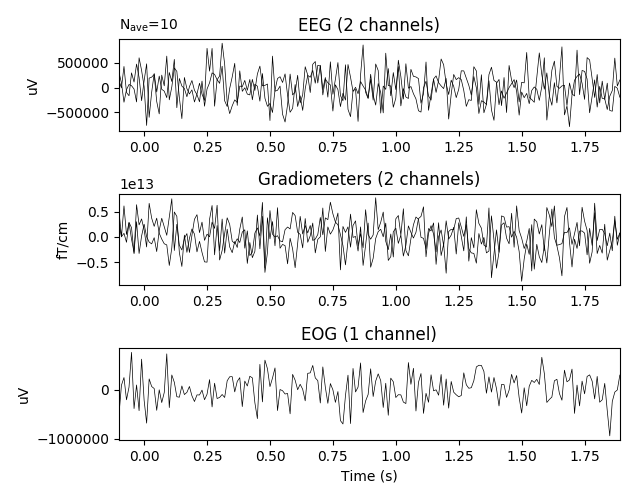 Nave=10
EEG (2 channels)
uV
500000
0
−500000
0.00 0.25 0.50 0.75 1.00 1.25 1.50 1.75
1e13
Gradiometers (2 channels)
fT/cm
0.5
0.0
−0.5
0.00 0.25 0.50 0.75 1.00 1.25 1.50 1.75
EOG (1 channel)
uV
0
−1000000
0.00 0.25 0.50 0.75 1.00 1.25 1.50 1.75
Time (s)